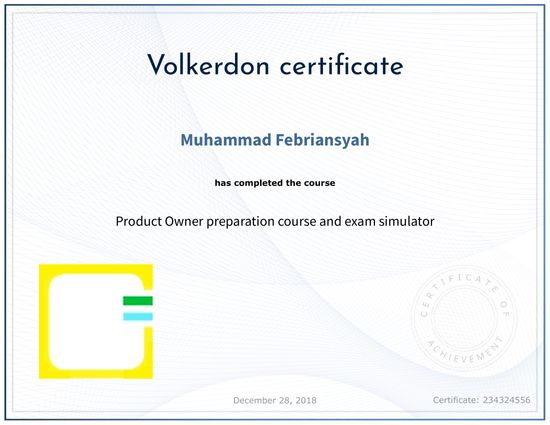 Volkerdon certificate
Muhammad Febriansyah
has completed the course
Product Owner preparation course and exam simulator
CERTIFICATE OF
ACHIEVEMENT
December 28, 2018
Certificate: 234324556